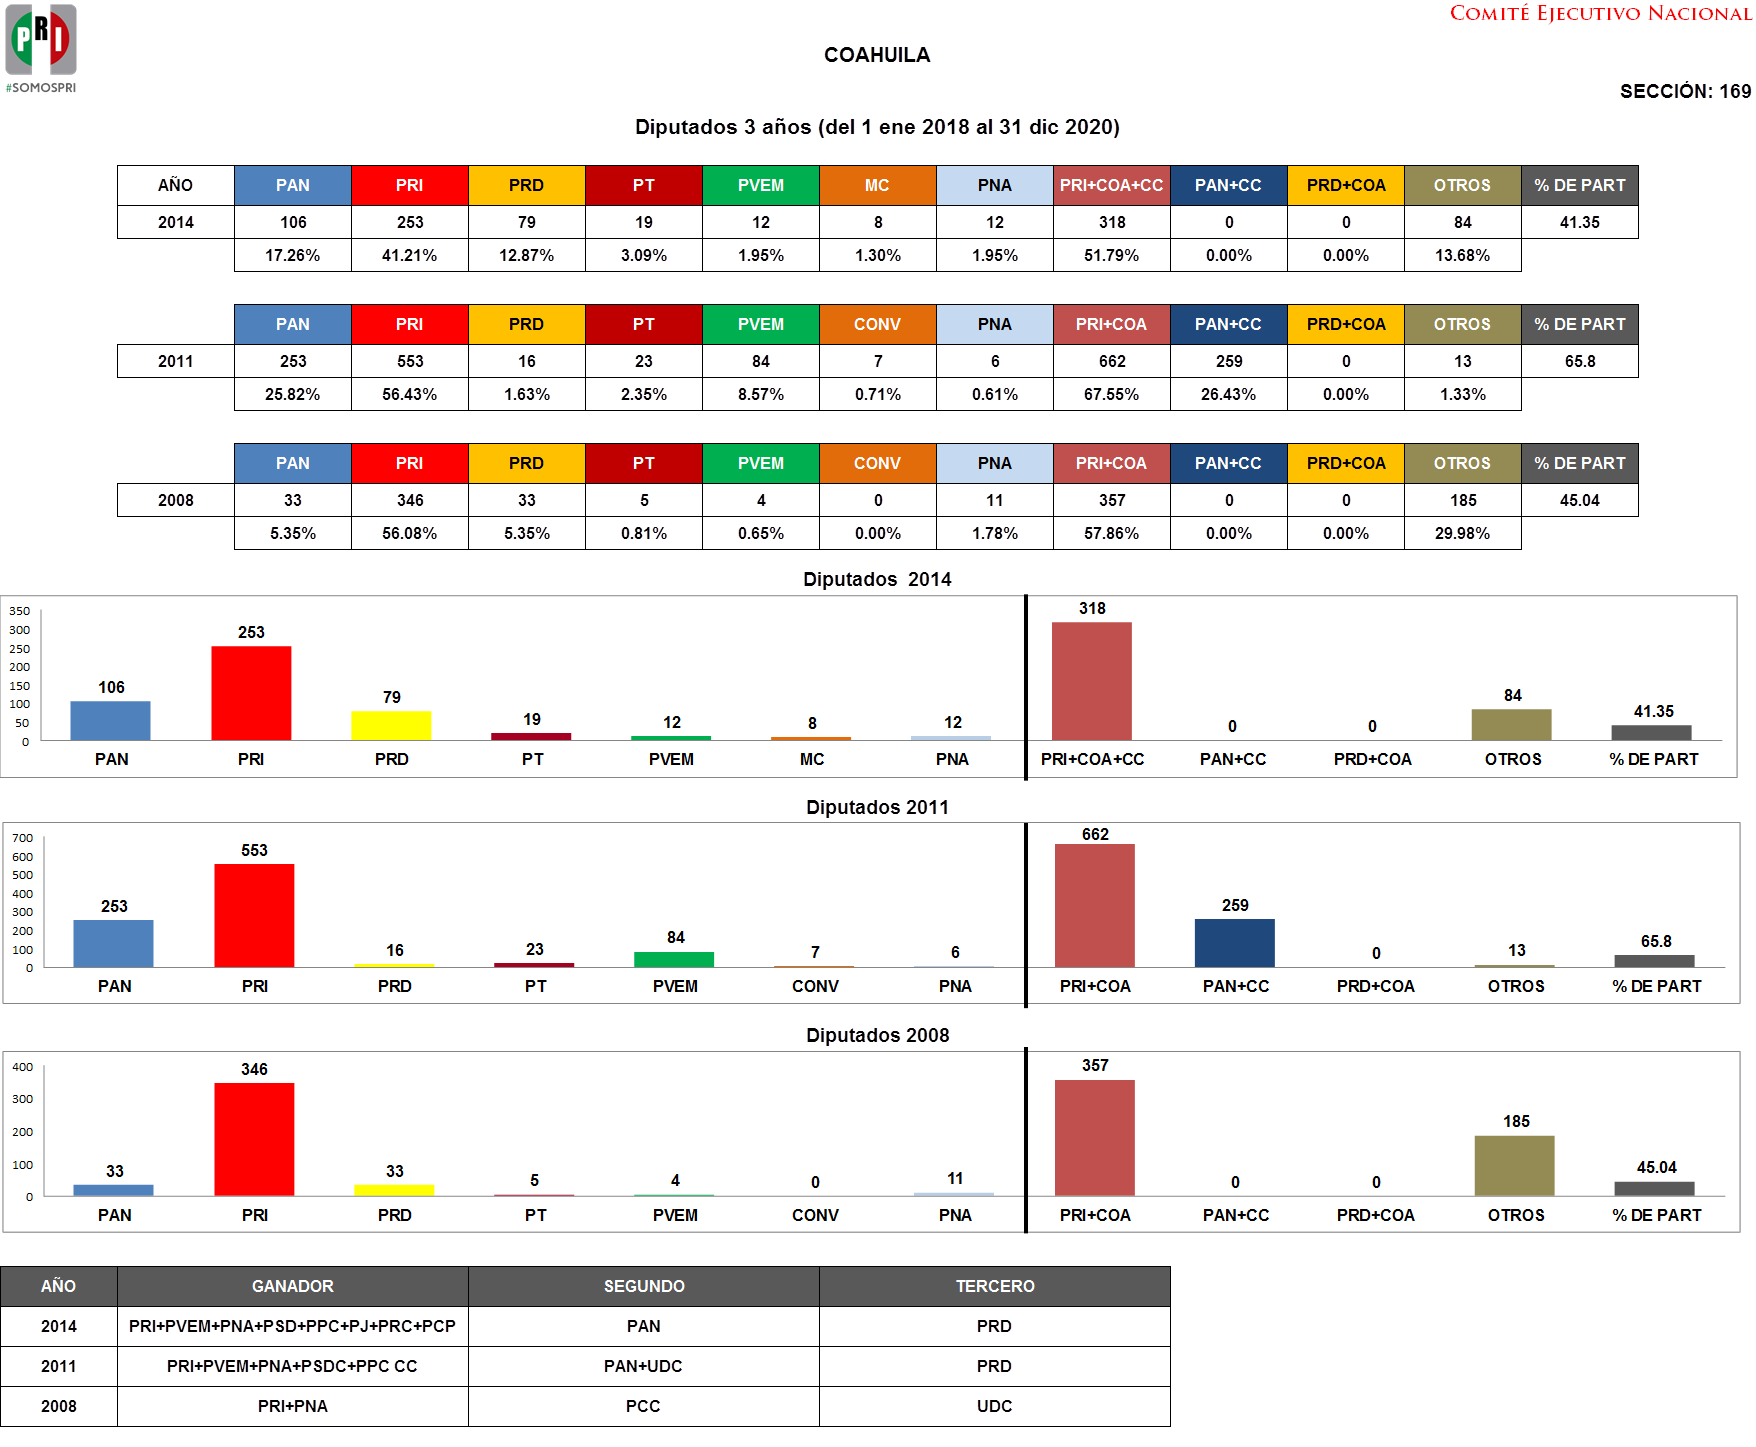 PRI
#SOMOSPRI
COMITÉ EJECUTIVO NACIONAL
COAHUILA
SECCIÓN: 169
Diputados 3 años (del 1 ene 2018 al 31 dic 2020)
AÑO PAN PRI PRD PT PVEM MC PNA PRI+COA+CC PAN+CC PRD+COA OTROS % DE PART
2014 106 253 79 19 12 8 12 318 0 0 84 41.35
17.26% 41.21% 12.87% 3.09% 1.95% 1.30% 1.95% 51.79% 0.00% 0.00% 13.68%
PAN PRI PRD PT PVEM CONV PNA PRI+COA PAN+CC PRD+COA OTROS % DE PART
2011 253 553 16 23 84 7 6 662 259 0 13 65.8
25.82% 56.43% 1.63% 2.35% 8.57% 0.71% 0.61% 67.55% 26.43% 0.00% 1.33%
PAN PRI PRD PT PVEM CONV PNA PRI+COA PAN+CC PRD+COA OTROS % DE PART
2008 33 346 33 5 4 0 11 357 0 0 185 45.04
5.35% 56.08% 5.35% 0.81% 0.65% 0.00% 1.78% 57.86% 0.00% 0.00% 29.98%
Diputados 2014
350
300
250
200
150
100
50
0
106 253 79 19 12 8 12 318 0 0 84 41.35
PAN PRI PRD PT PVEM MC PNA PRI+COA+CC PAN+CC PRD+COA OTROS % DE PART
Diputados 2011
700
600
500
400
300
200
100
0
253 553 16 23 84 7 6 662 259 0 13 65.8
PAN PRI PRD PT PVEM CONV PNA PRI+COA PAN+CC PRD+COA OTROS % DE PART
Diputados 2008
400
300
200
100
0
33 346 33 5 4 0 11 357 0 0 185 45.04
PAN PRI PRD PT PVEM CONV PNA PRI+COA PAN+CC PRD+COA OTROS % DE PART
AÑO GANADOR SEGUNDO TERCERO
2014 PRI+PVEM+PNA+PSD+PPC+PJ+PRC+PCP PAN PRD
2011 PRI+PVEM+PNA+PSDC+PPC CC PAN+UDC PRD
2008 PRI+PNA PCC UDC